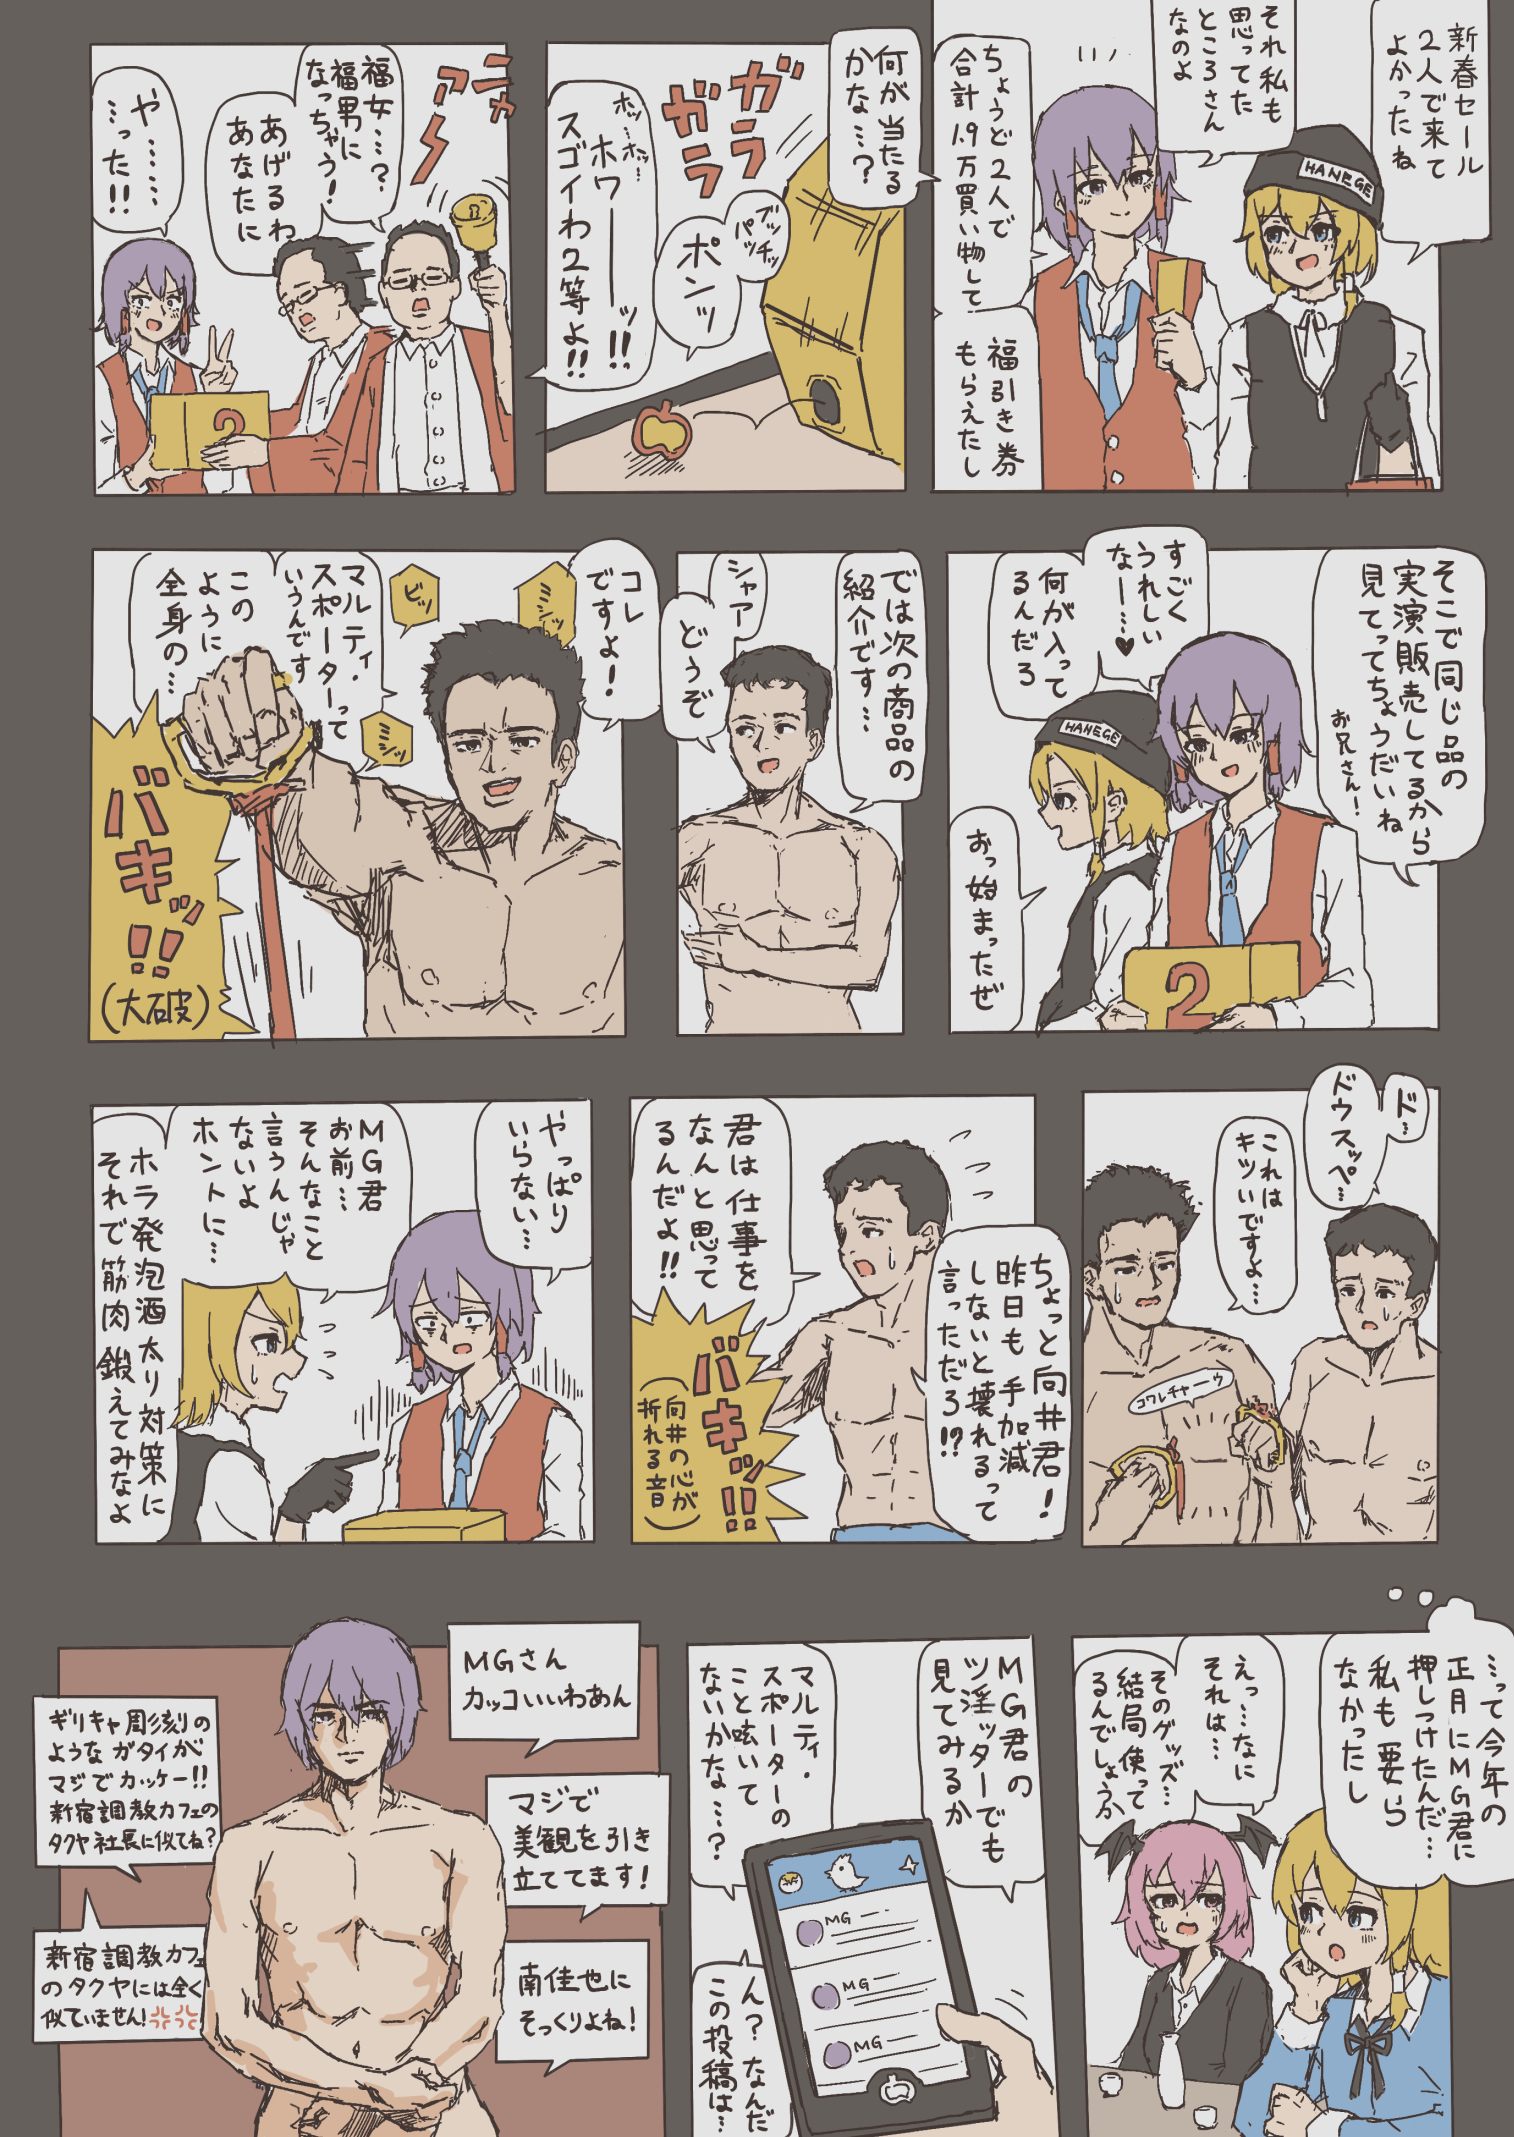 新春セール
2人で来て
よかったね
それ私も
思ってた
ところさん
なのよ
ちょうど2人で
合計1.9万買い物して
福引き券
もらえたし
HANEGE
何が当たる
かな…?
ガラ
ガラ
ブッチッ
パッ
ポンッ
ホッ…ホッ…
ホワーーーッ!!
スゴイわ2等よ!!
ニャ
ア〜
福女…?
福男に
なっちゃう!
あげるわ
あなたに
や……
…った!!
2
そこで同じ品の
実演販売してるから
見てってちょうだいね
お兄さん!
すごく
うれしい
なー…♥
何が入って
るんだろ
HANEGE
2
おっ始まったぜ
では次の商品の
紹介です…
シャア
どうぞ
コレ
ですよ!
ミシッ
ビッ
ミシッ
マルティ・
スポーターって
いうんです
この
ように
全身の…
バキッ!!
(大破)
ド…
ドウスッペ…
これは
キツいですよ…
コワレチャーウ
ちょっと向井君!
昨日も手加減
しないと壊れるって
言っただろ!?
君は仕事を
なんと思って
るんだよ!!
バキッ!!
(向井の心が
折れる音)
やっぱり
いらない…
MG君
お前…
そんなこと
言うんじゃ
ないよ
ホントに…
ホラ発泡酒太り対策に
それで筋肉鍛えてみなよ
…って今年の
正月にMG君に
押しつけたんだ…
私も要ら
なかったし
えっ…なに
それは…
そのグッズ…
結局使って
るんでしょうか
MG君の
ツ淫ッターでも
見てみるか
マルティ・
スポーターの
こと呟いて
ないかな…?
MG
MG
MG
ん?なんだ
この投稿は…
MGさん
カッコいいわあん
ギリキャ周彡刻の
ようなガタイが
マジでカッケー!!
新宿調教カフェの
タクヤ社長に似てね?
マジで
美観を引き
立ててます!
新宿調教カフェ
のタクヤには全く
似ていません!
南佳也に
そっくりよね!